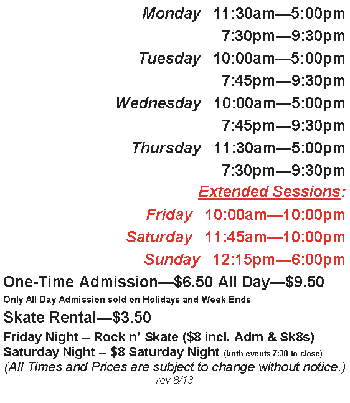 Monday 11:30am—5:00pm
7:30pm—9:30pm
Tuesday 10:00am—5:00pm
7:45pm—9:30pm
Wednesday 10:00am—5:00pm
7:45pm—9:30pm
Thursday 11:30am—5:00pm
7:30pm—9:30pm
Extended Sessions:
Friday 10:00am—10:00pm
Saturday 11:45am—10:00pm
Sunday 12:15pm—6:00pm
One-Time Admission—$6.50 All Day—$9.50
Only All Day Admission sold on Holidays and Week Ends
Skate Rental—$3.50
Friday Night – Rock n' Skate ($8 incl. Adm & Sk8s)
Saturday Night – $8 Saturday Night (both events 7:30 to close)
(All Times and Prices are subject to change without notice.)
rev 9/13